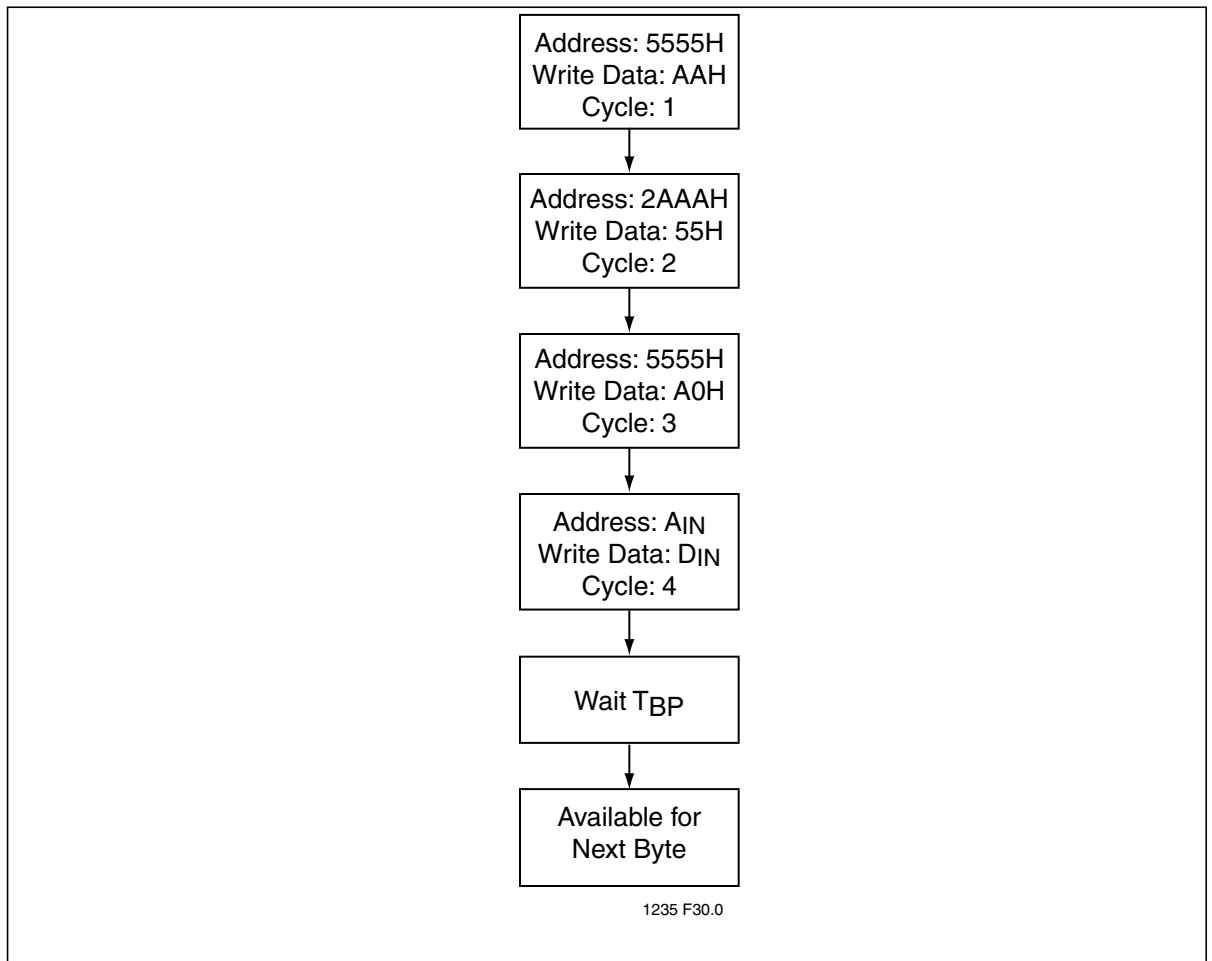 Address: 5555H
Write Data: AAH
Cycle: 1
Address: 2AAAH
Write Data: 55H
Cycle: 2
Address: 5555H
Write Data: A0H
Cycle: 3
Address: AIN
Write Data: DIN
Cycle: 4
Wait TBP
Available for
Next Byte
1235 F30.0